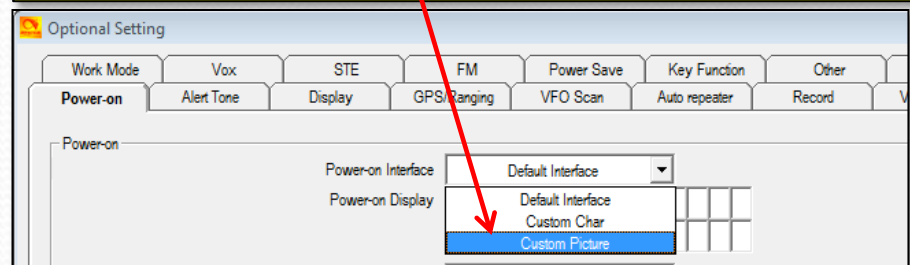 Optional Setting
Work Mode Vox STE FM Power Save Key Function Other
Power-on Alert Tone Display GPS/Ranging VFO Scan Auto repeater Record
Power-on
Power-on Interface Default Interface
Power-on Display Default Interface
Custom Char
Custom Picture